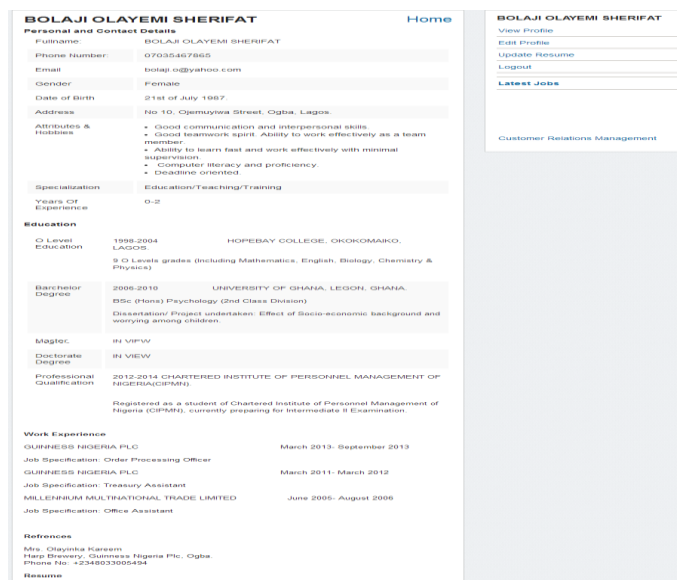 BOLAJI OLAYEMI SHERIFAT Home
Personal and Contact Details
Fullname: BOLAJI OLAYEMI SHERIFAT
Phone Number: 07035467865
Email bolaji.o@yahoo.com
Gender Female
Date of Birth 21st of July 1987.
Address No 10, Ojemuyiwa Street, Ogba, Lagos.
Attributes & Hobbies
• Good communication and interpersonal skills.
• Good teamwork spirit. Ability to work effectively as a team
member.
• Ability to learn fast and work effectively with minimal
supervision.
• Computer literacy and proficiency.
• Deadline oriented.
Specialization Education/Teaching/Training
Years Of Experience 0-2
Education
O Level Education 1998-2004 HOPEBAY COLLEGE, OKOKOMAIKO,
LAGOS.
9 O Levels grades (Including Mathematics, English, Biology, Chemistry &
Physics)
Barchelor Degree 2006-2010 UNIVERSITY OF GHANA, LEGON, GHANA.
BSc (Hons) Psychology (2nd Class Division)
Dissertation/ Project undertaken: Effect of Socio-economic background and
worrying among children.
Master, IN VIEW
Doctorate Degree IN VIEW
Professional Qualification 2012-2014 CHARTERED INSTITUTE OF PERSONNEL MANAGEMENT OF
NIGERIA(CIPMN).
Registered as a student of Chartered Institute of Personnel Management of
Nigeria (CIPMN), currently preparing for Intermediate II Examination.
Work Experience
GUINNESS NIGERIA PLC March 2013- September 2013
Job Specification: Order Processing Officer
GUINNESS NIGERIA PLC March 2011- March 2012
Job Specification: Treasury Assistant
MILLENNIUM MULTINATIONAL TRADE LIMITED June 2005- August 2006
Job Specification: Office Assistant
Refrences
Mrs. Olayinka Kareem
Harp Brewery, Guinness Nigeria Plc, Ogba.
Phone No: +2348033005494
Resume
BOLAJI OLAYEMI SHERIFAT
View Profile
Edit Profile
Update Resume
Logout
Latest Jobs
Customer Relations Management